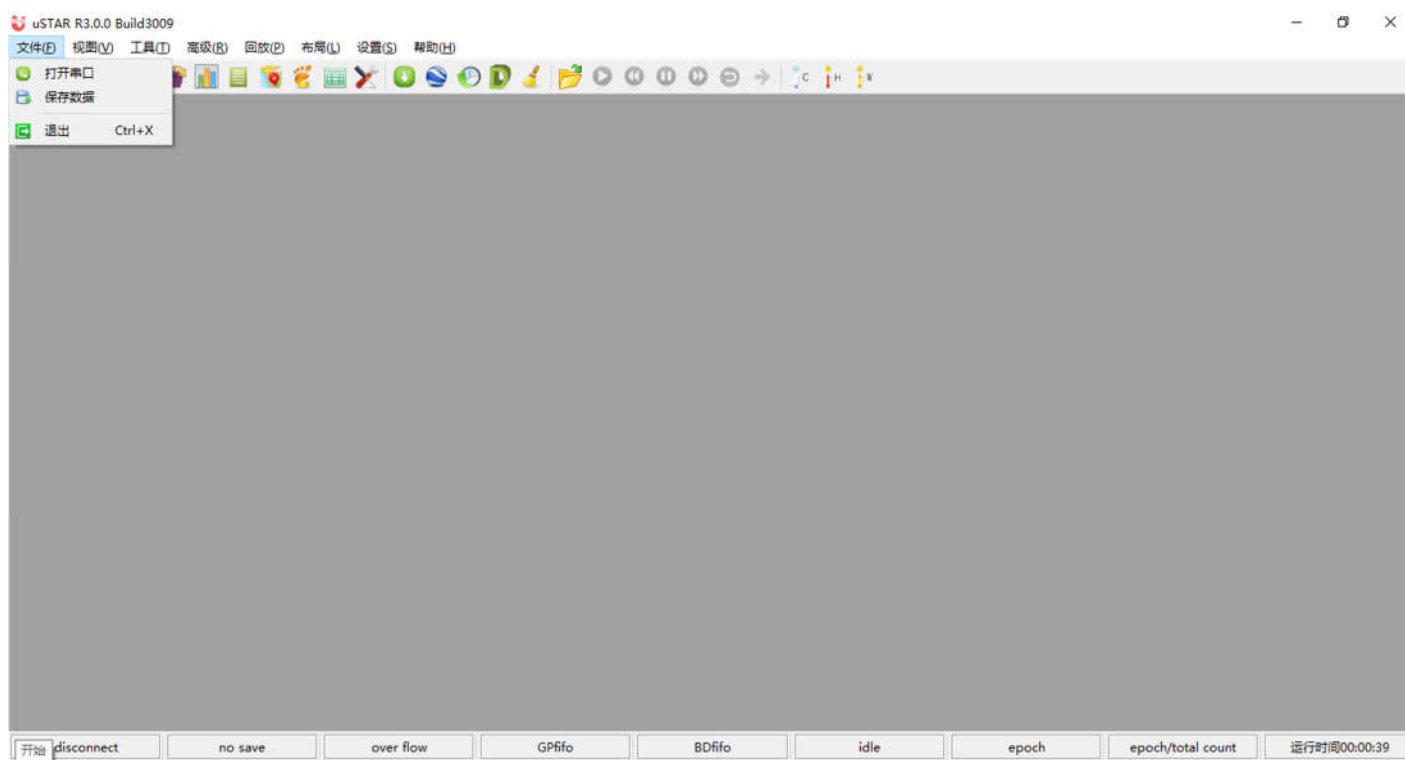 uSTAR R3.0.0 Build3009
文件(F) 视图(V) 工具(T) 高级(R) 回放(P) 布局(L) 设置(S) 帮助(H)
打开串口
C H V
保存数据
退出 Ctrl+X
开始 disconnect no save over flow GPfifo BDfifo idle epoch epoch/total count 运行时间00:00:39